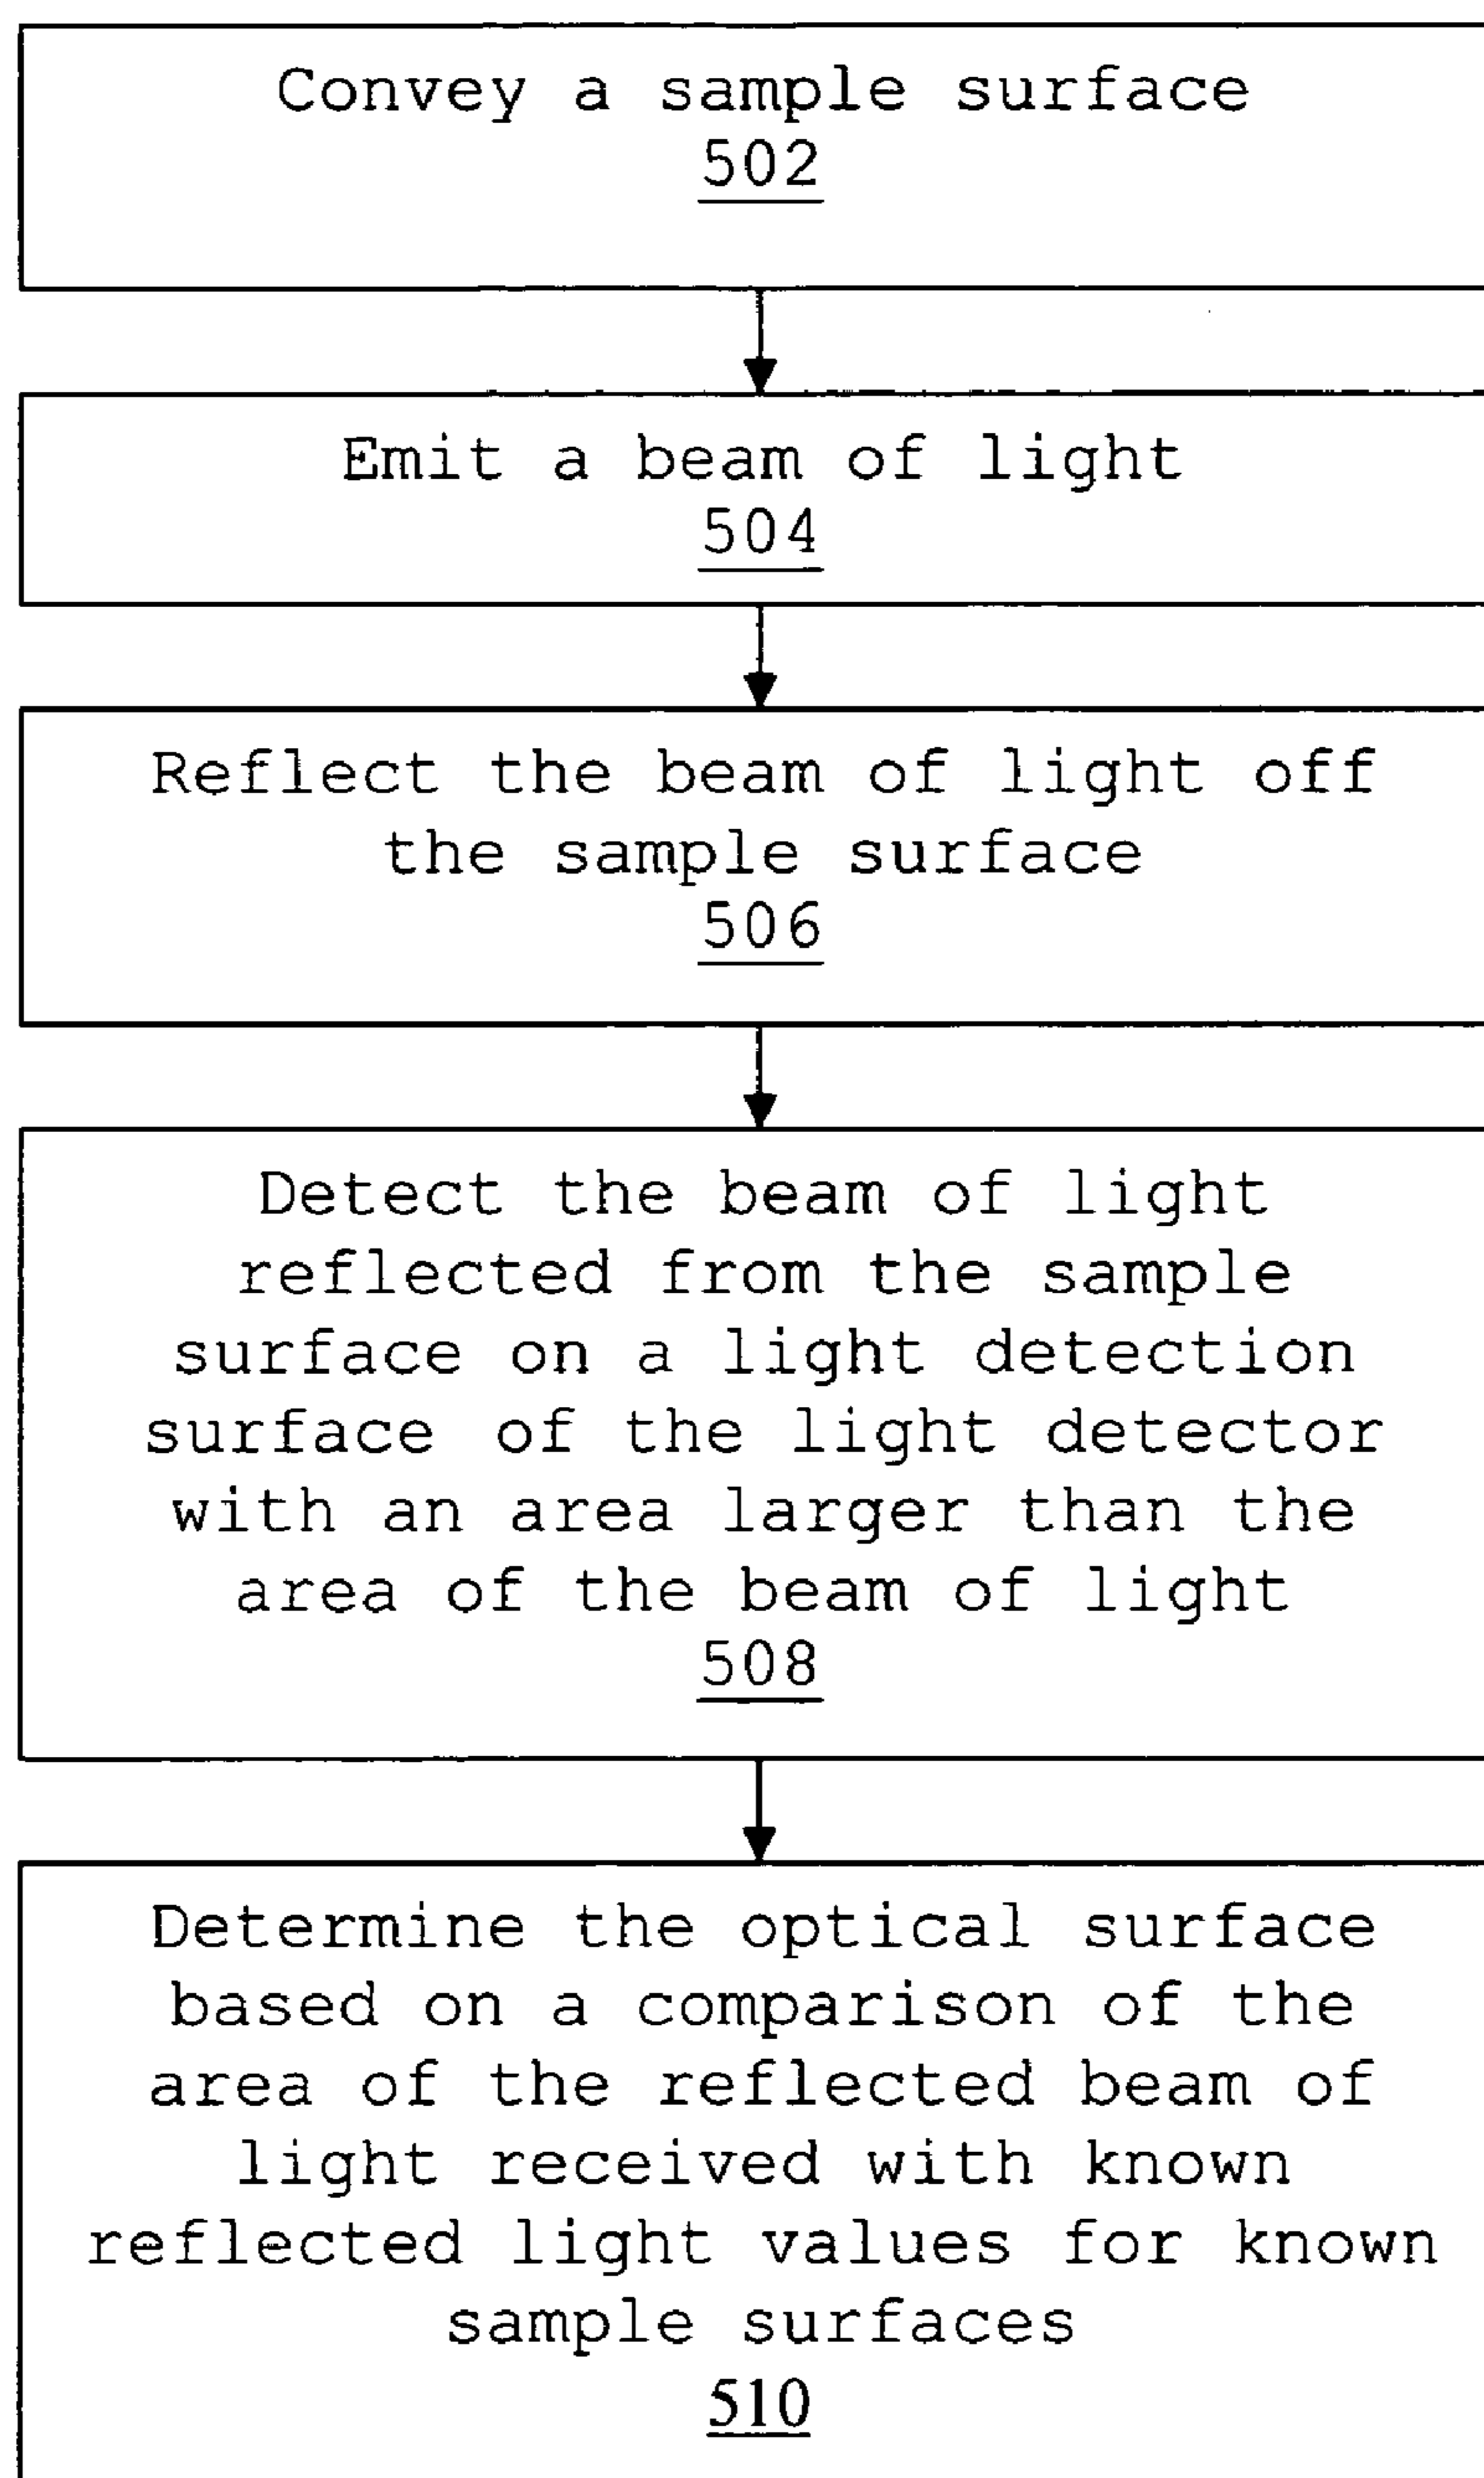 Convey a sample surface
502
Emit a beam of light
504
Reflect the beam of light off
the sample surface
506
Detect the beam of light
reflected from the sample
surface on a light detection
surface of the light detector
with an area larger than the
area of the beam of light
508
Determine the optical surface
based on a comparison of the
area of the reflected beam of
light received with known
reflected light values for known
sample surfaces
510